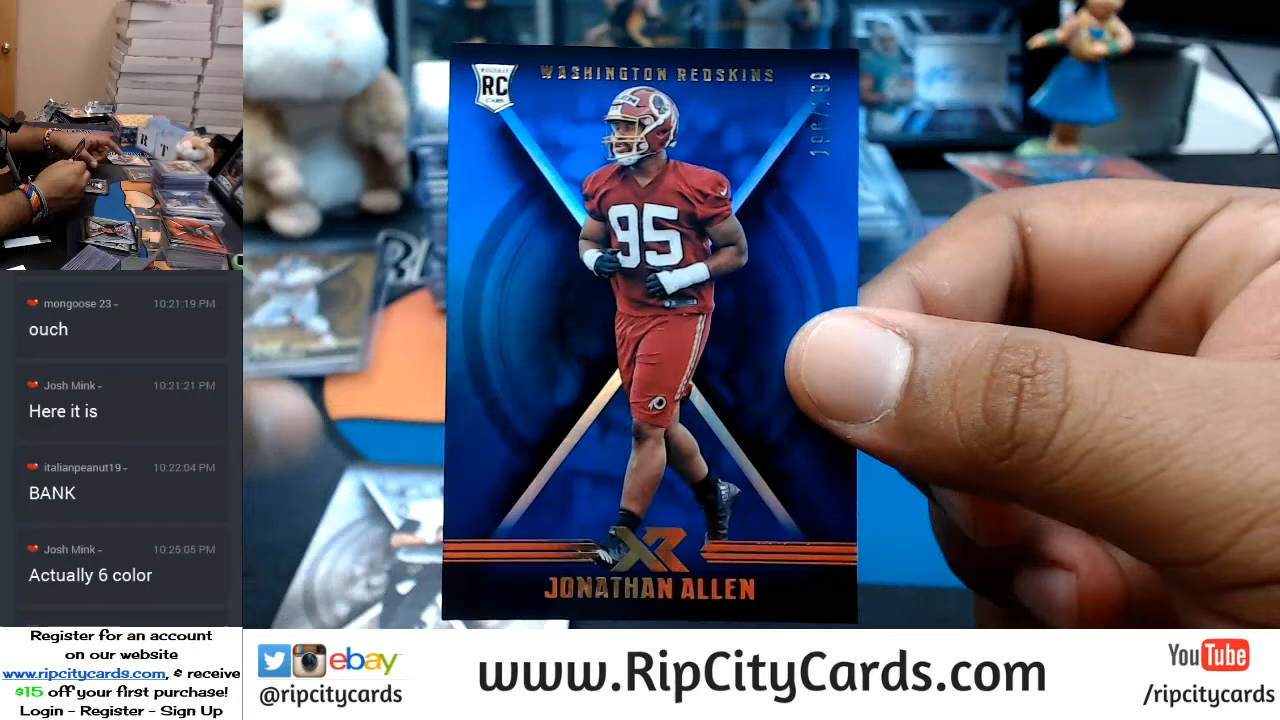 mongoose 23
10:21:19 PM
ouch
Josh Mink
10:21:21 PM
Here it is
italianpeanut19
10:22:04 PM
BANK
Josh Mink
10:25:05 PM
Actually 6 color
Register for an account
on our website
www.ripcitycards.com, & receive
$15 off your first purchase!
Login - Register - Sign Up
RC
WASHINGTON REDSKINS
95
XR
JONATHAN ALLEN
ebay
@ripcitycards
www.RipCityCards.com
YouTube
/ripcitycards